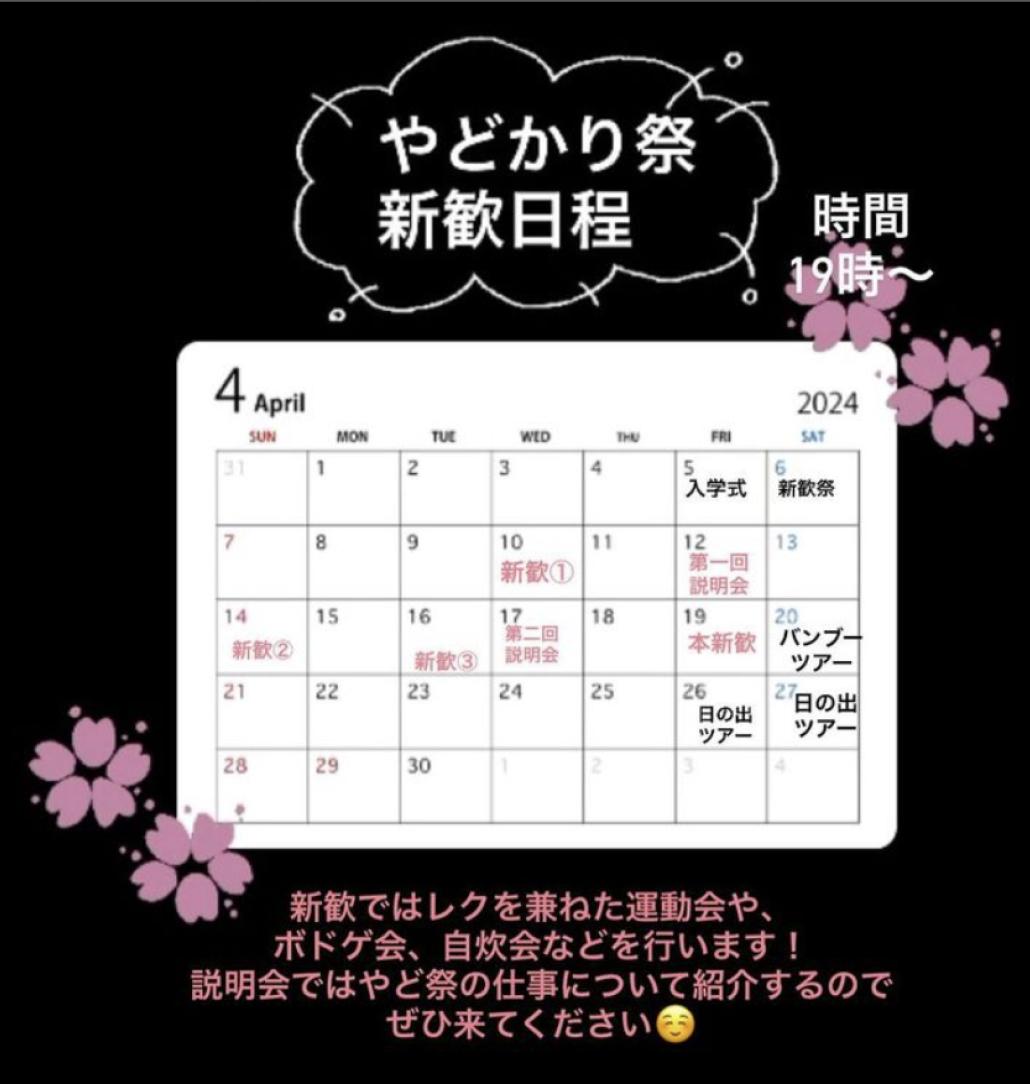 やどかり祭
新歓日程
時間
19時～
4 April 2024
SUN MON TUE WED THU FRI SAT
31 1 2 3 4 5 6
入学式 新歓祭
7 8 9 10 11 12 13
新歓① 第一回
説明会
14 15 16 17 18 19 20
新歓② 新歓③ 第二回
説明会 本新歓 バンブー
ツアー
21 22 23 24 25 26 27
日の出
ツアー 日の出
ツアー
28 29 30 1 2 3 4
新歓ではレクを兼ねた運動会や、
ボドゲ会、自炊会などを行います！
説明会ではやど祭の仕事について紹介するので
ぜひ来てください☺️